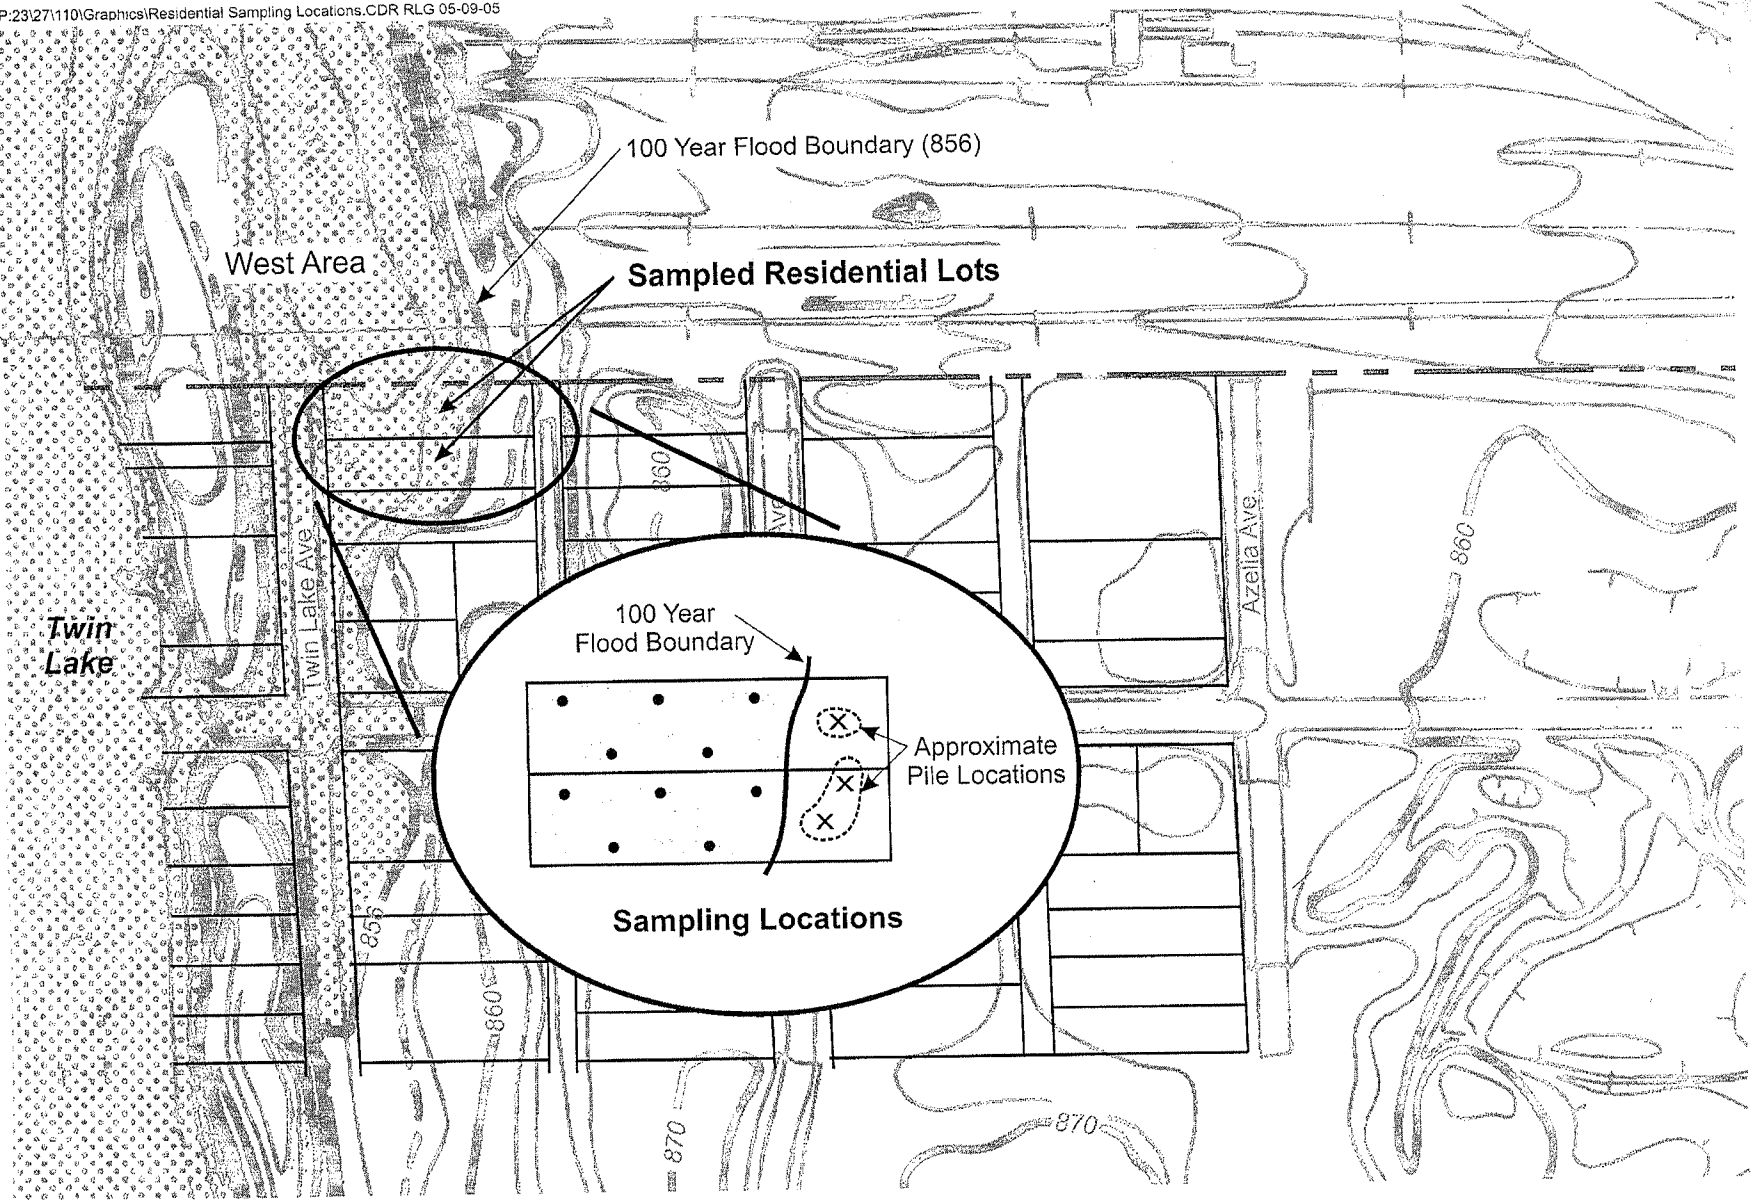 P:23\27\110\Graphics\Residential Sampling Locations.CDR RLG 05-09-05
100 Year Flood Boundary (856)
West Area
Sampled Residential Lots
860
Ave
Twin Lake Ave
Azelia Ave
860
Twin
Lake
100 Year
Flood Boundary
Approximate
Pile Locations
Sampling Locations
856
860
870
870